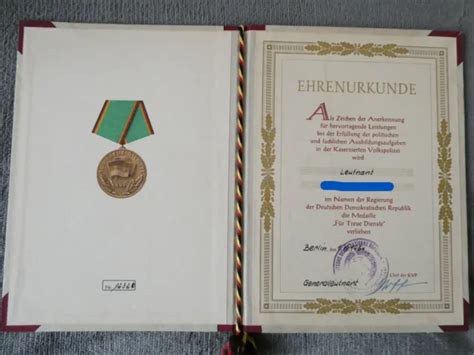 No
EHRENURKUNDE
Als Zeichen der Anerkennung
für hervorragende Leistungen
bei der Erfüllung der politischen
und fachlichen Ausbildungsaufgaben
in der Kasernierten Volkspolizei
wird
Leutnant
im Namen der Regierung
der Deutschen Demokratischen Republik
die Medaille
„Für Treue Dienste"
verliehen
Berlin, den
Chef der KVP
Generalleutnant